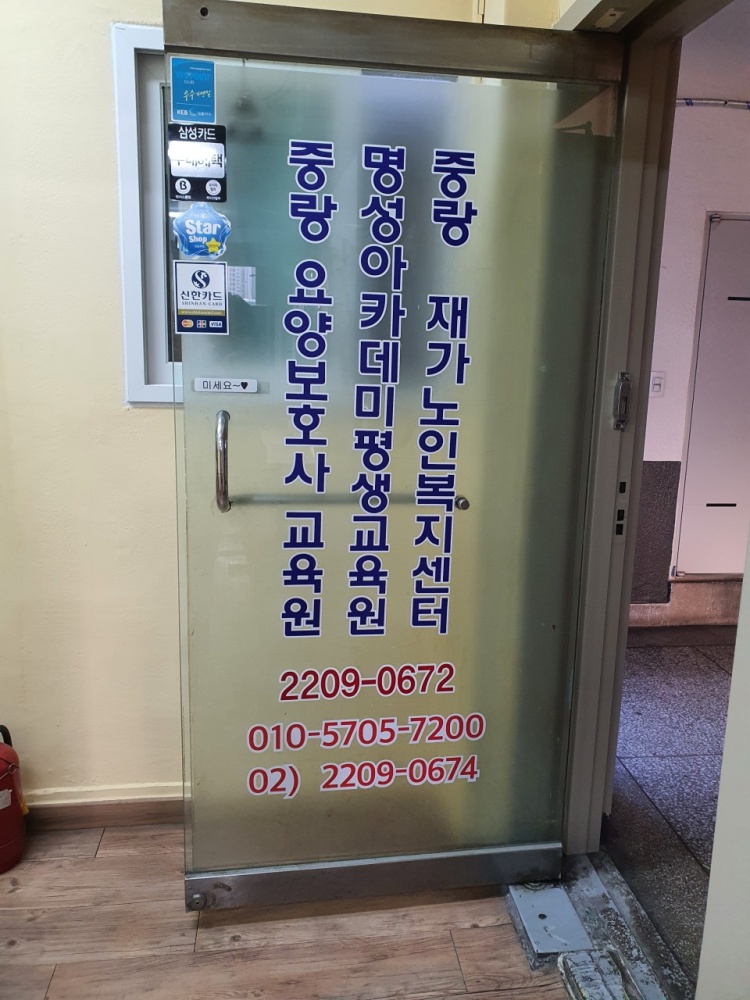 중랑 요양보호사 교육원
명성아카데미평생교육원
중랑 재가노인복지센터
2209-0672
010-5705-7200
02) 2209-0674
KEB
삼성카드
Star
Shop
신한카드
SHINHAN CARD
VISA
미세요~♥